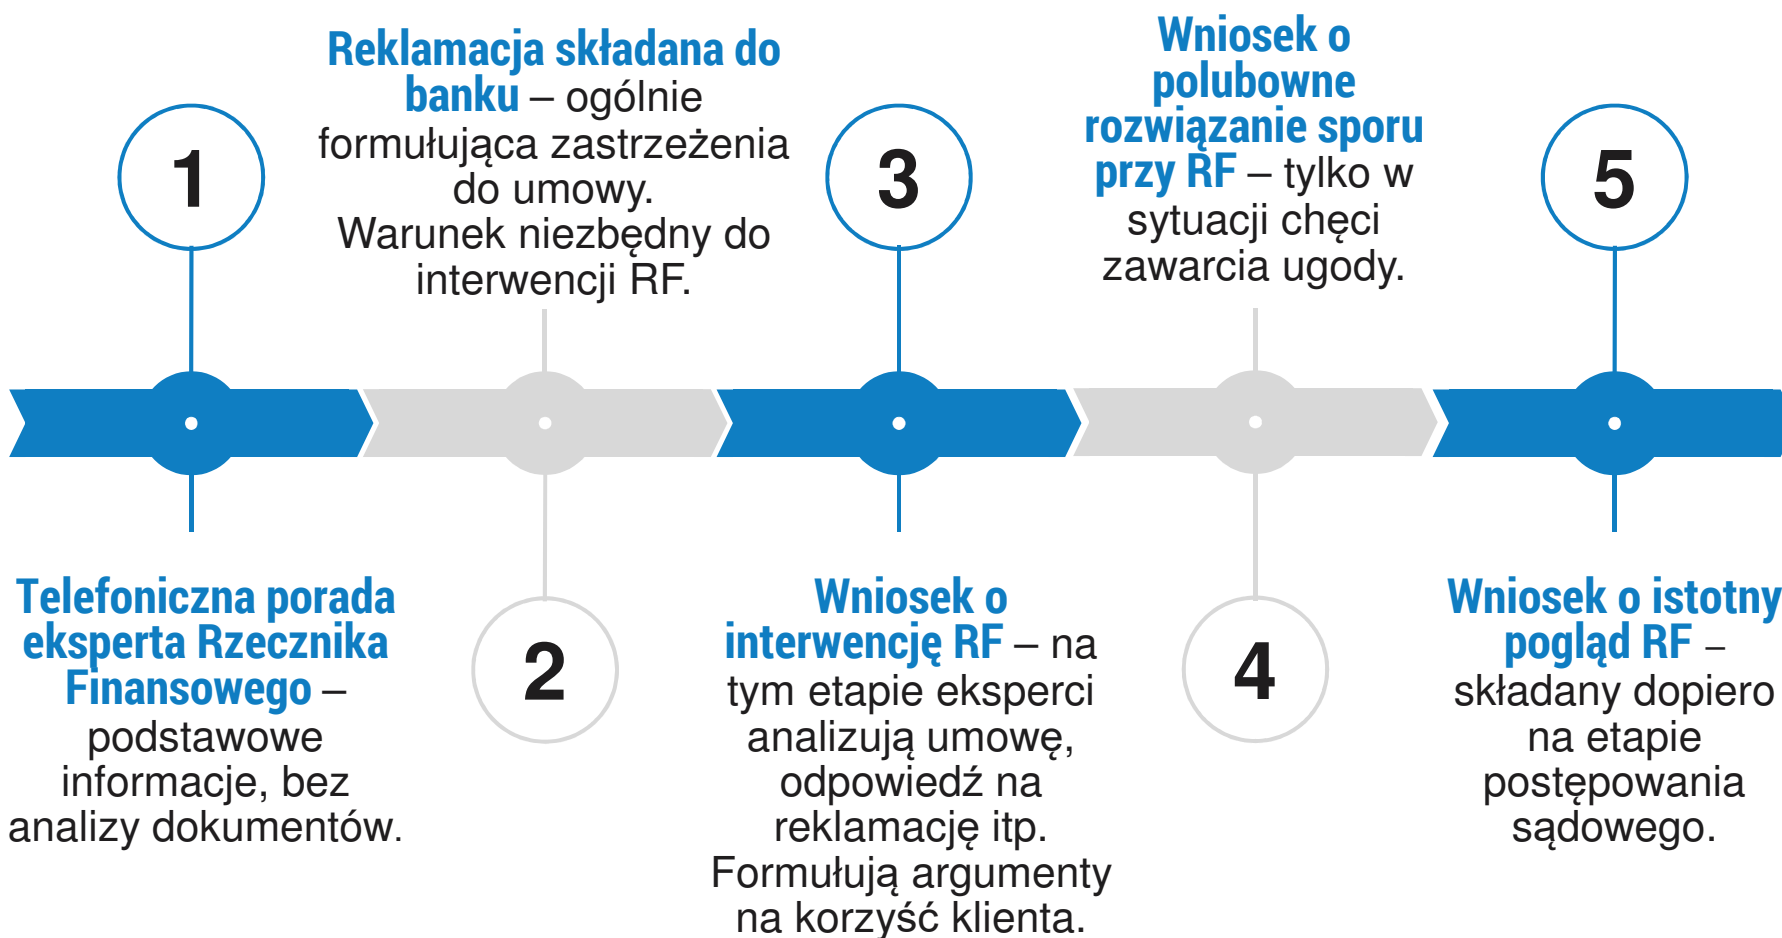 1
Telefoniczna porada
eksperta Rzecznika
Finansowego –
podstawowe
informacje, bez
analizy dokumentów.
Reklamacja składana do
banku – ogólnie
formułująca zastrzeżenia
do umowy.
Warunek niezbędny do
interwencji RF.
2
3
Wniosek o
interwencję RF – na
tym etapie eksperci
analizują umowę,
odpowiedź na
reklamację itp.
Formułują argumenty
na korzyść klienta.
Wniosek o
polubowne
rozwiązanie sporu
przy RF – tylko w
sytuacji chęci
zawarcia ugody.
4
5
Wniosek o istotny
pogląd RF –
składany dopiero
na etapie
postępowania
sądowego.